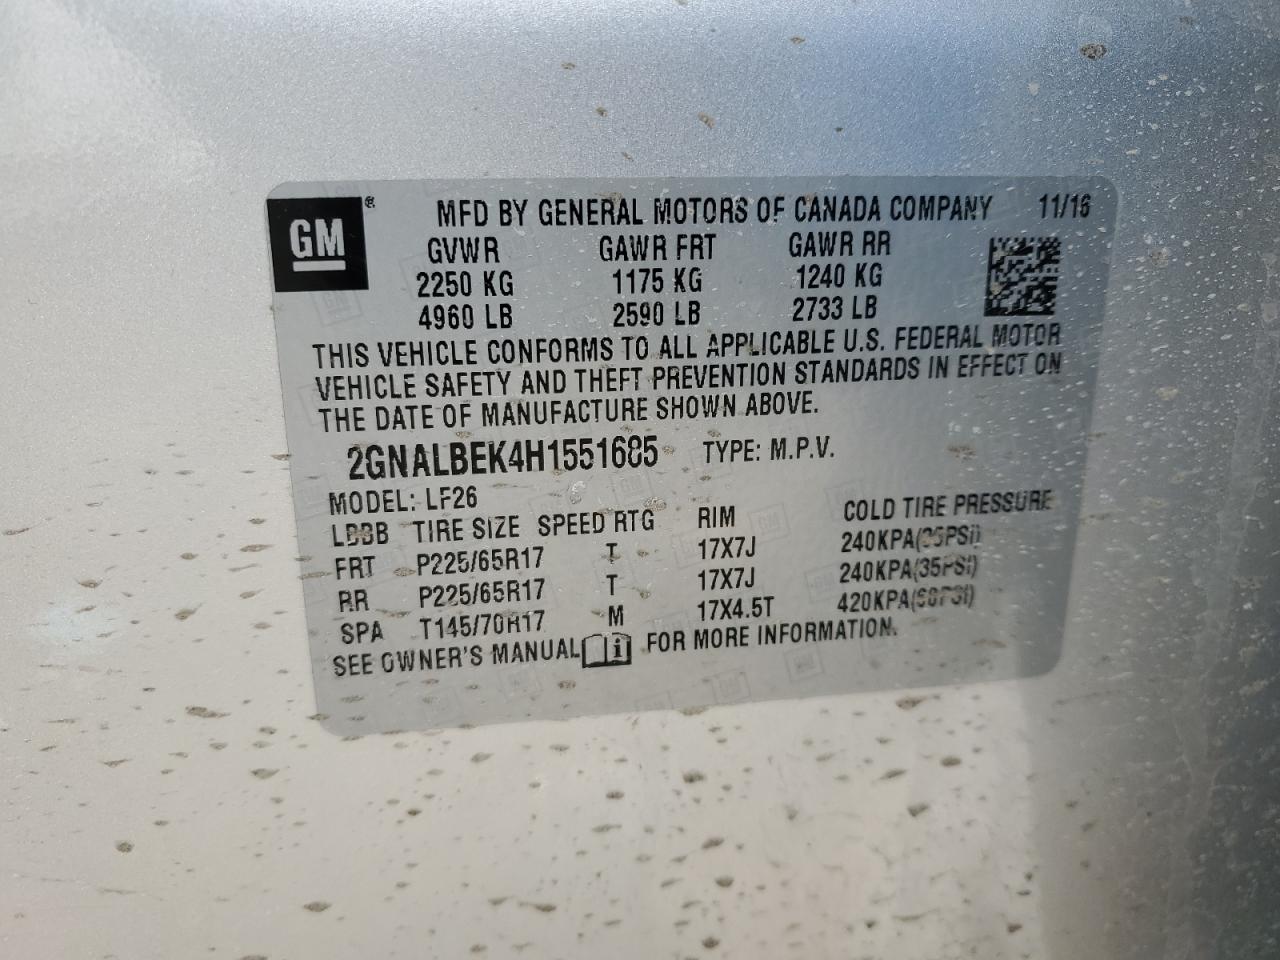 GM ® MFD BY GENERAL MOTORS OF CANADA COMPANY 11/16
GVWR GAWR FRT GAWR RR
2250 KG 1175 KG 1240 KG
4960 LB 2590 LB 2733 LB
THIS VEHICLE CONFORMS TO ALL APPLICABLE U.S. FEDERAL MOTOR
VEHICLE SAFETY AND THEFT PREVENTION STANDARDS IN EFFECT ON
THE DATE OF MANUFACTURE SHOWN ABOVE.
2GNALBEK4H1551685 TYPE: M.P.V.
MODEL: LF26
TIRE SIZE SPEED RTG RIM COLD TIRE PRESSURE
FRT P225/65R17 T 17X7J 240KPA(35PSI)
RR P225/65R17 T 17X7J 240KPA(35PSI)
SPA T145/70R17 M 17X4.5T 420KPA(60PSI)
SEE OWNER'S MANUAL i FOR MORE INFORMATION.